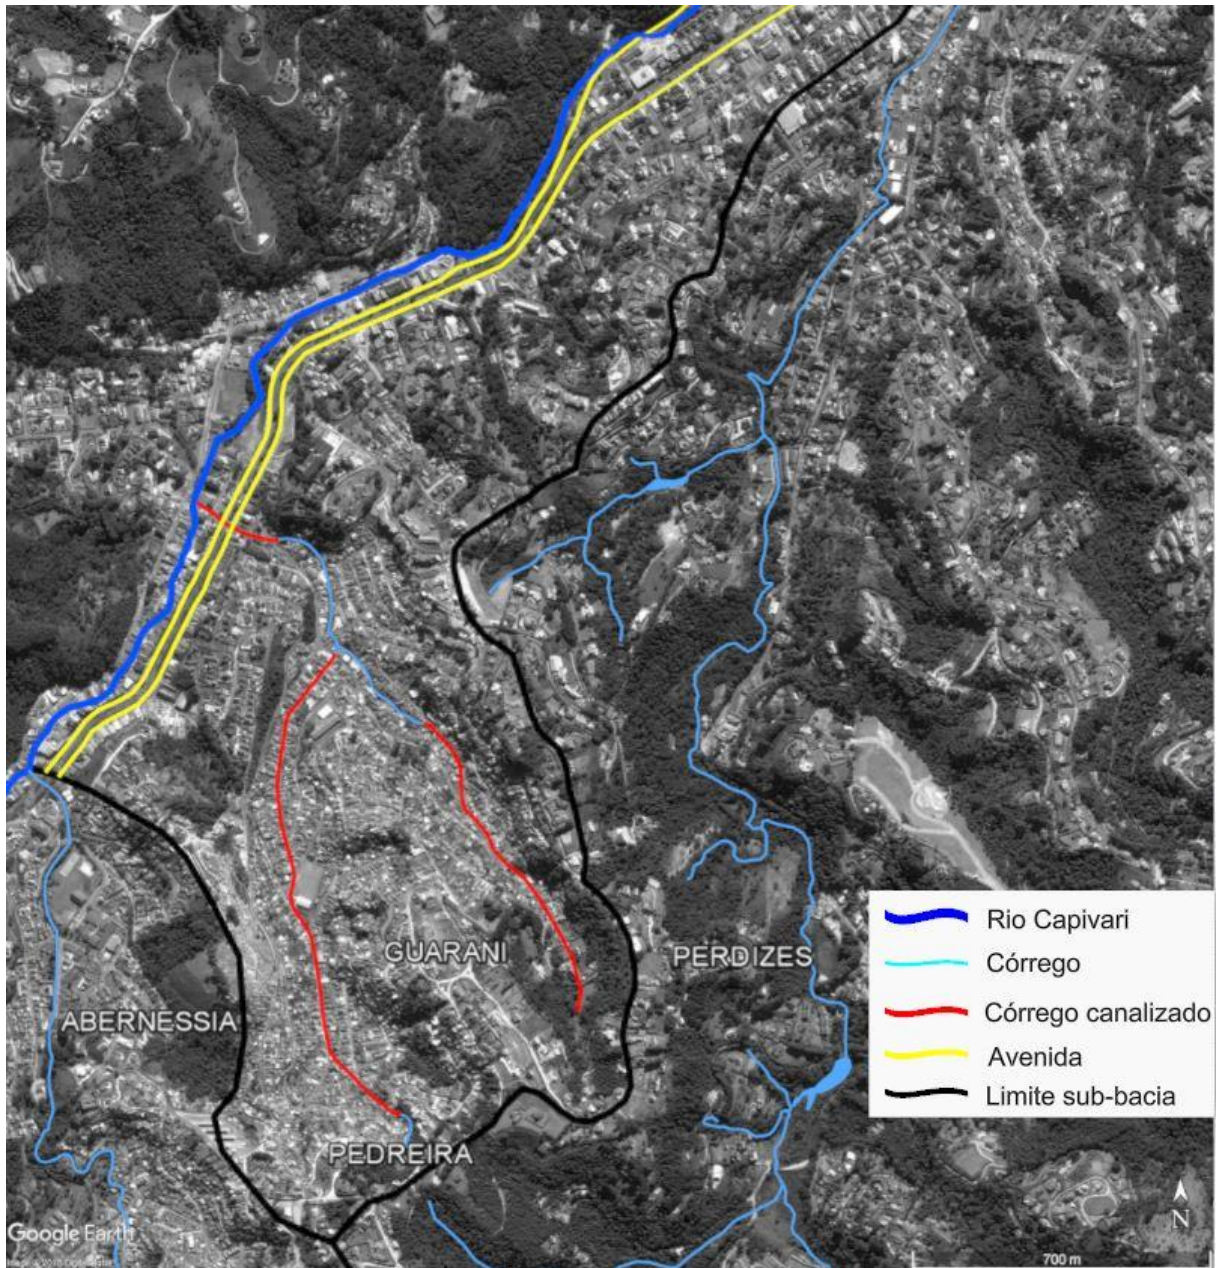 Rio Capivari
Córrego
GUARANI
PERDIZES
Córrego canalizado
ABERNESSIA
Avenida
Limite sub-bacia
PEDREIRA
N
Google Earth
700 m